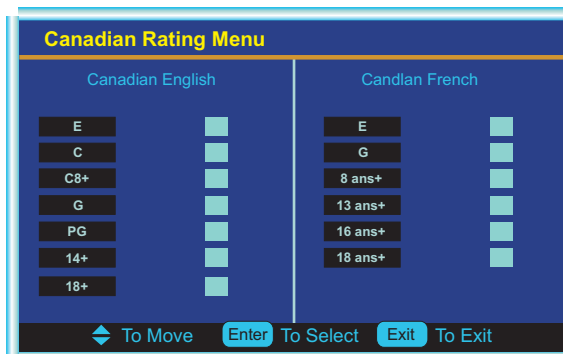 Canadian Rating Menu
Canadian English
E
C
C8+
G
PG
14+
18+
Candlan French
E
G
8 ans+
13 ans+
16 ans+
18 ans+
To Move Enter To Select Exit To Exit